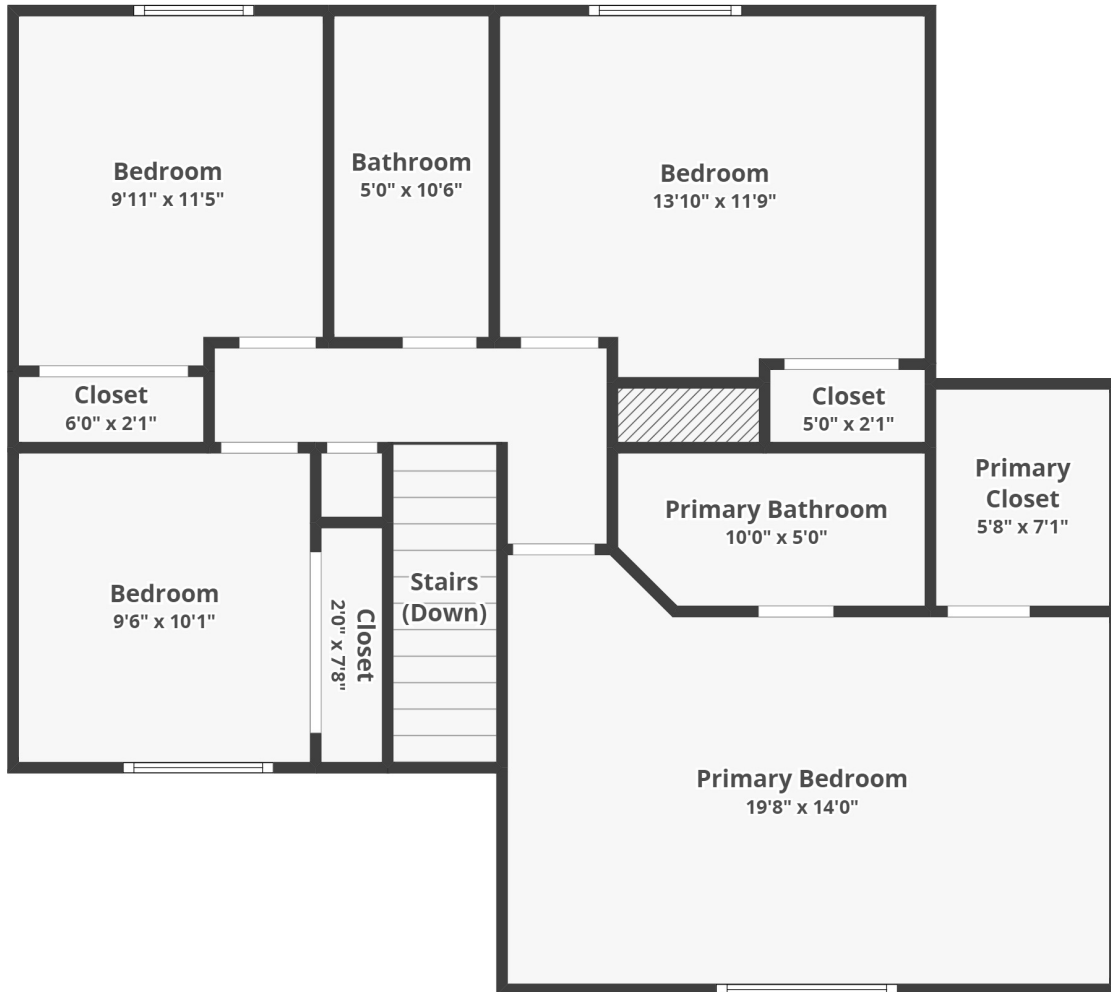 Bedroom
9'11" x 11'5"
Bathroom
5'0" x 10'6"
Bedroom
13'10" x 11'9"
Closet
6'0" x 2'1"
Closet
5'0" x 2'1"
Primary
Closet
5'8" x 7'1"
Primary Bathroom
10'0" x 5'0"
Bedroom
9'6" x 10'1"
Closet
2'0" x 7'8"
Stairs
(Down)
Primary Bedroom
19'8" x 14'0"